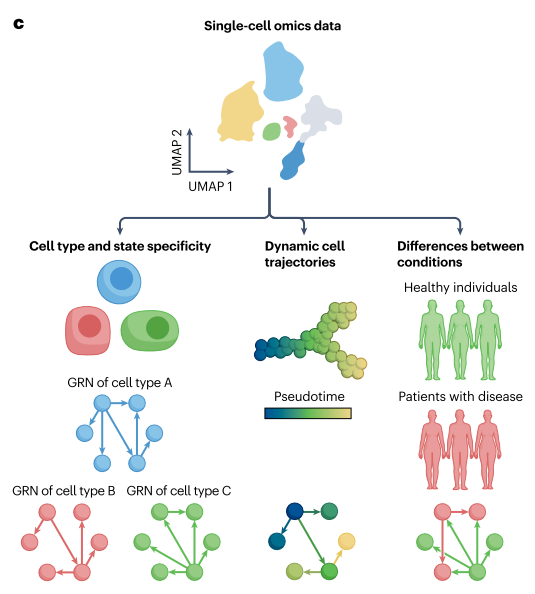 c
Single-cell omics data
UMAP 2
UMAP 1
Cell type and state specificity
Dynamic cell
trajectories
Differences between
conditions
Healthy individuals
GRN of cell type A
Pseudotime
Patients with disease
GRN of cell type B
GRN of cell type C